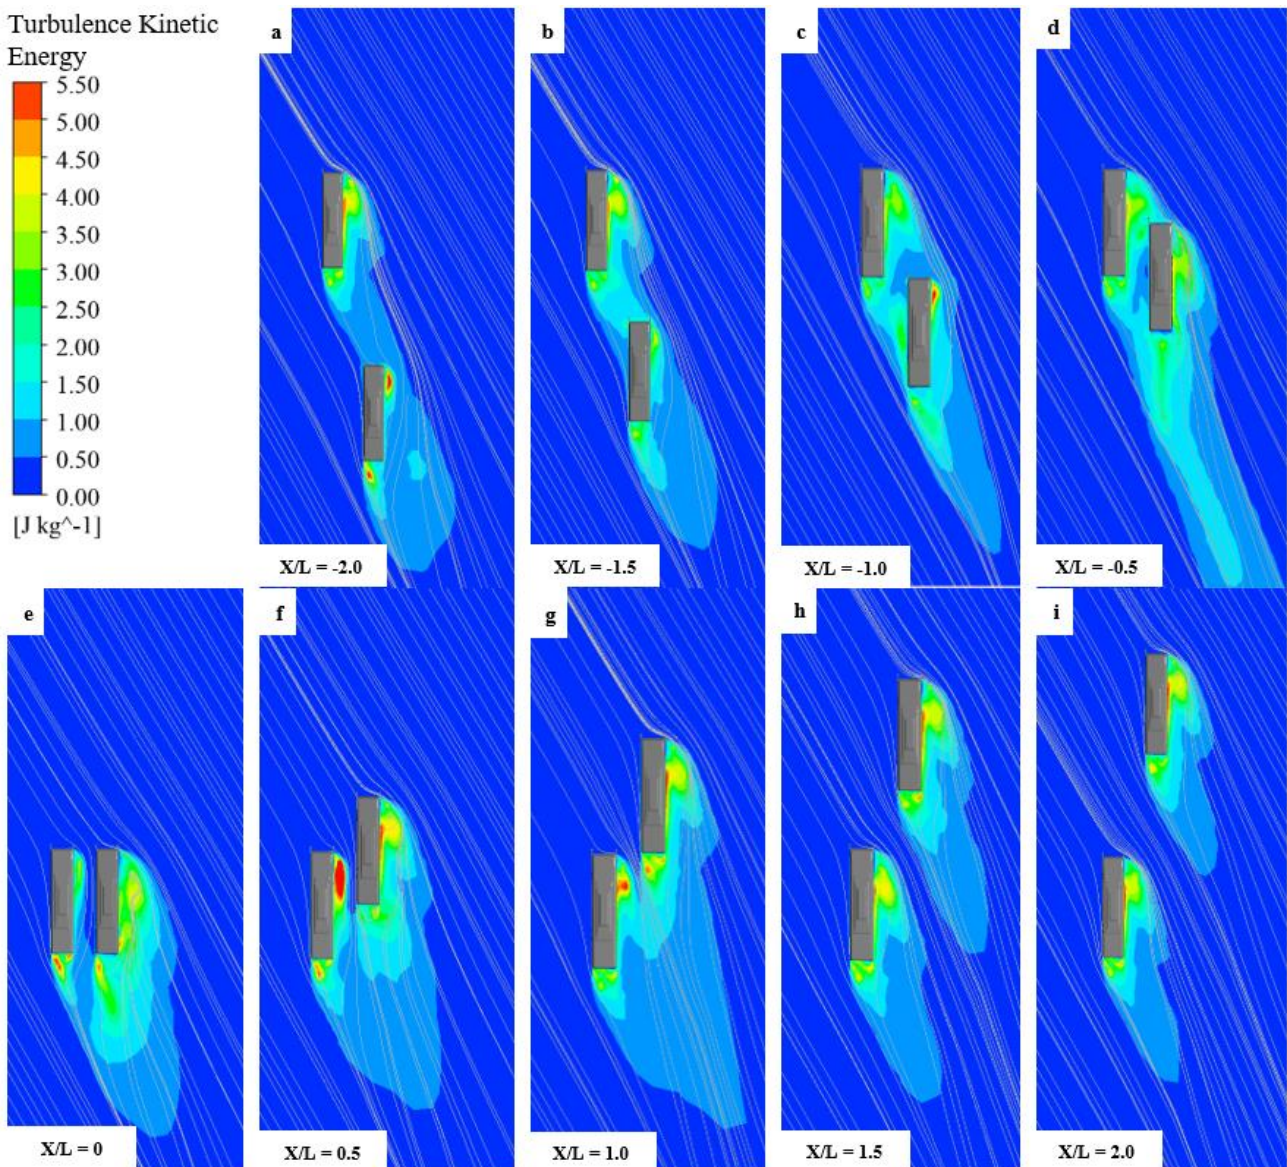 Turbulence Kinetic
Energy
5.50
5.00
4.50
4.00
3.50
3.00
2.50
2.00
1.50
1.00
0.50
0.00
[J kg^-1]
a
X/L = -2.0
b
X/L = -1.5
c
X/L = -1.0
d
X/L = -0.5
e
X/L = 0
f
X/L = 0.5
g
X/L = 1.0
h
X/L = 1.5
i
X/L = 2.0